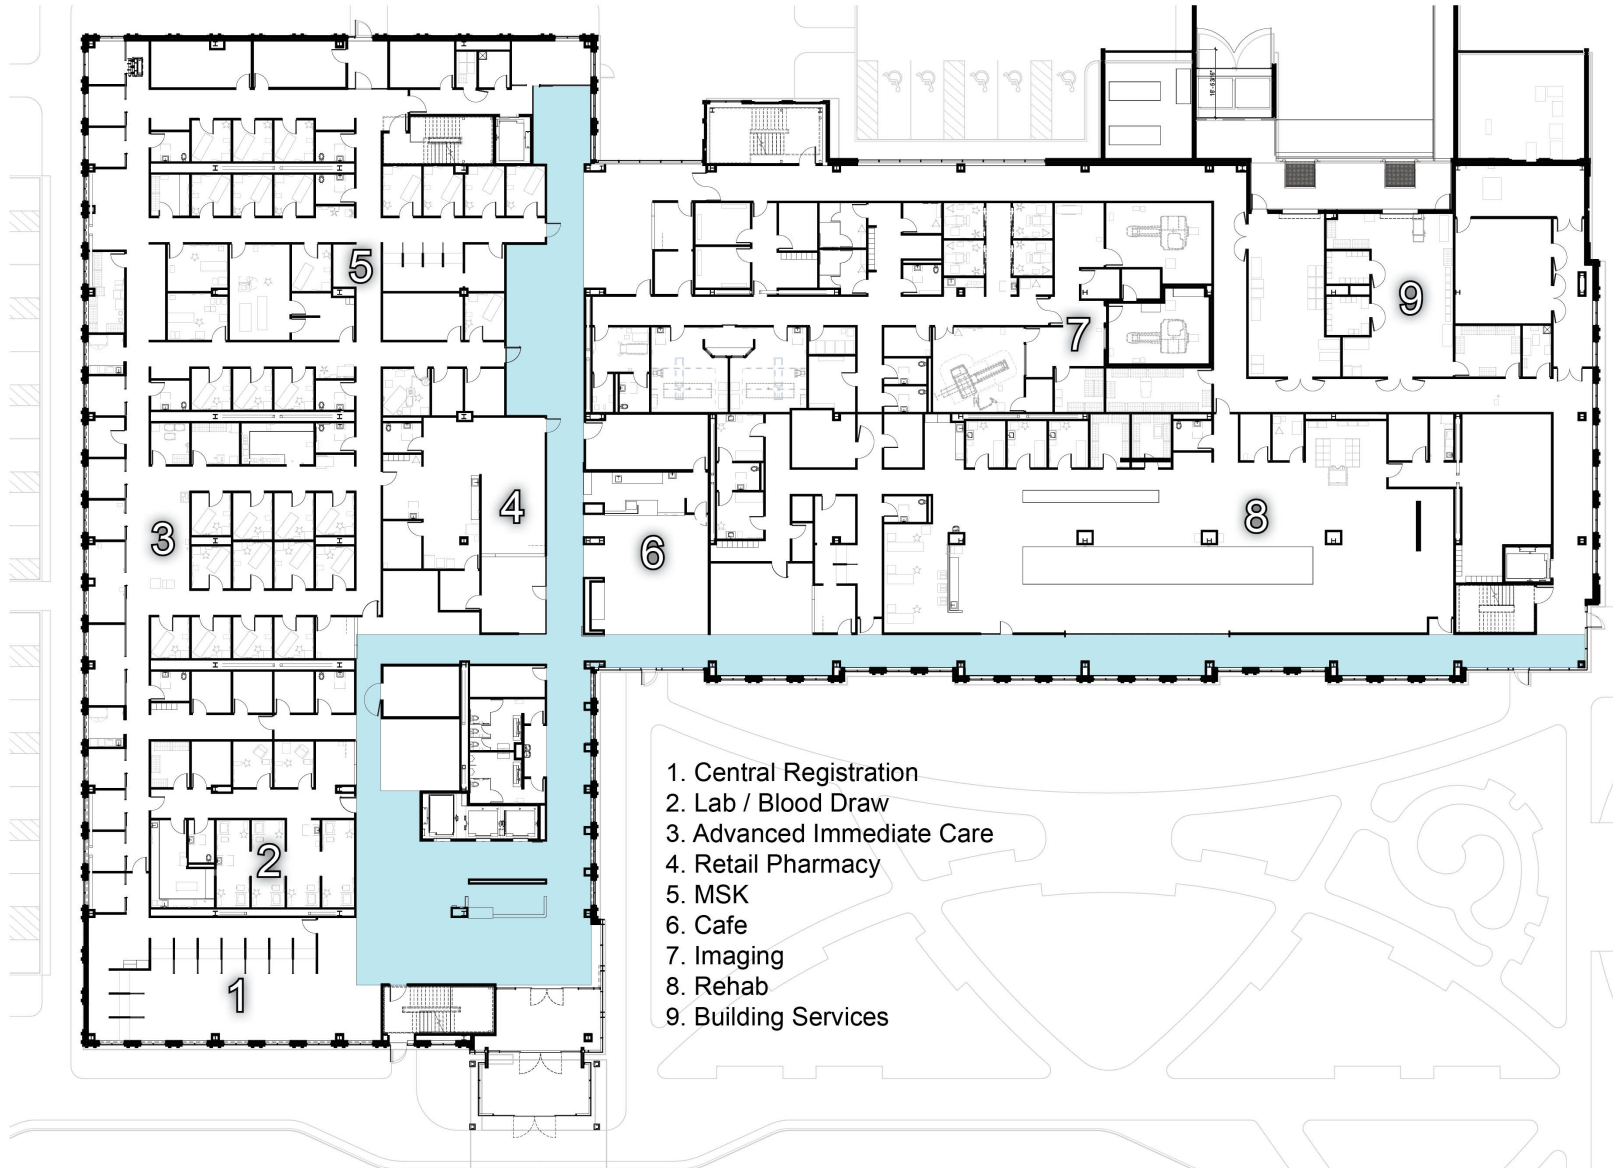 5
9
7
3
4
6
8
2
1
1. Central Registration
2. Lab / Blood Draw
3. Advanced Immediate Care
4. Retail Pharmacy
5. MSK
6. Cafe
7. Imaging
8. Rehab
9. Building Services